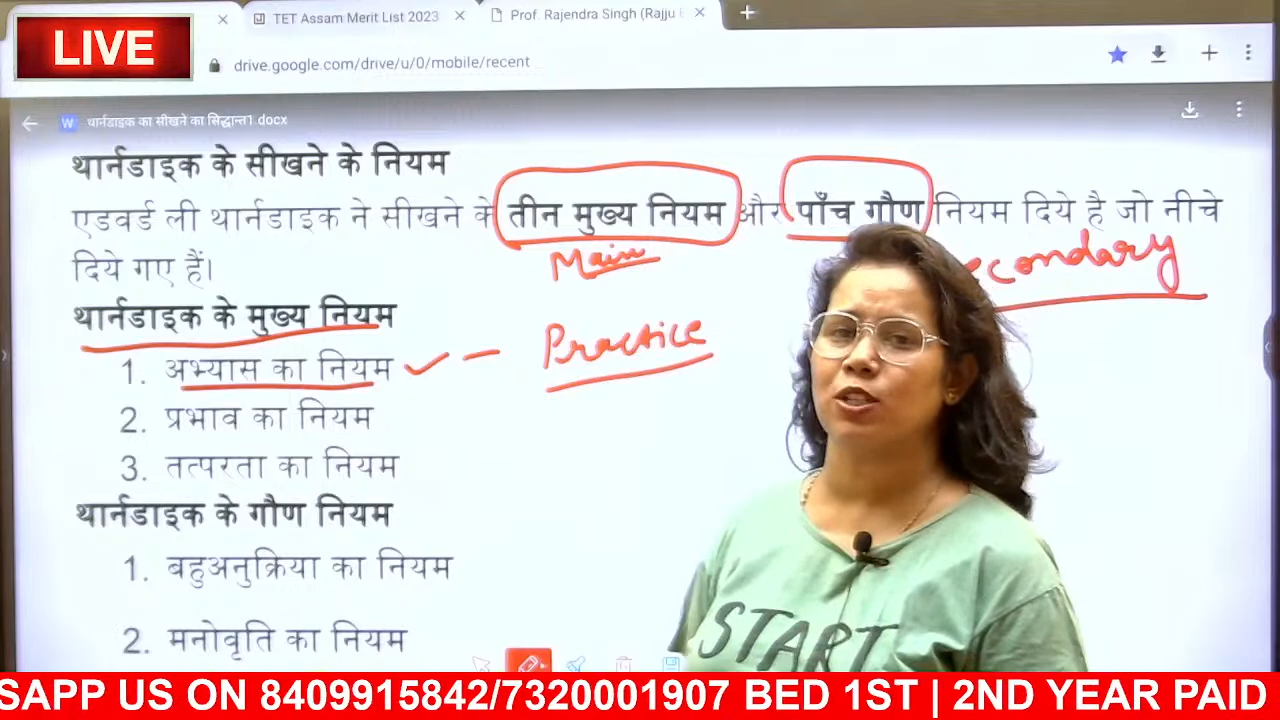 LIVE
TET Assam Merit List 2023
Prof. Rajendra Singh (Rajju
drive.google.com/drive/u/0/mobile/recent
W थार्नडाइक का सीखने का सिद्धान्त1.docx
थार्नडाइक के सीखने के नियम
एडवर्ड ली थार्नडाइक ने सीखने के तीन मुख्य नियम और पाँच गौण नियम दिये है जो नीचे
दिये गए हैं।
Main
econdary
थार्नडाइक के मुख्य नियम
1. अभ्यास का नियम
Practice
2. प्रभाव का नियम
3. तत्परता का नियम
थार्नडाइक के गौण नियम
1. बहुअनुक्रिया का नियम
2. मनोवृति का नियम
START
SAPP US ON 8409915842/7320001907 BED 1ST | 2ND YEAR PAID